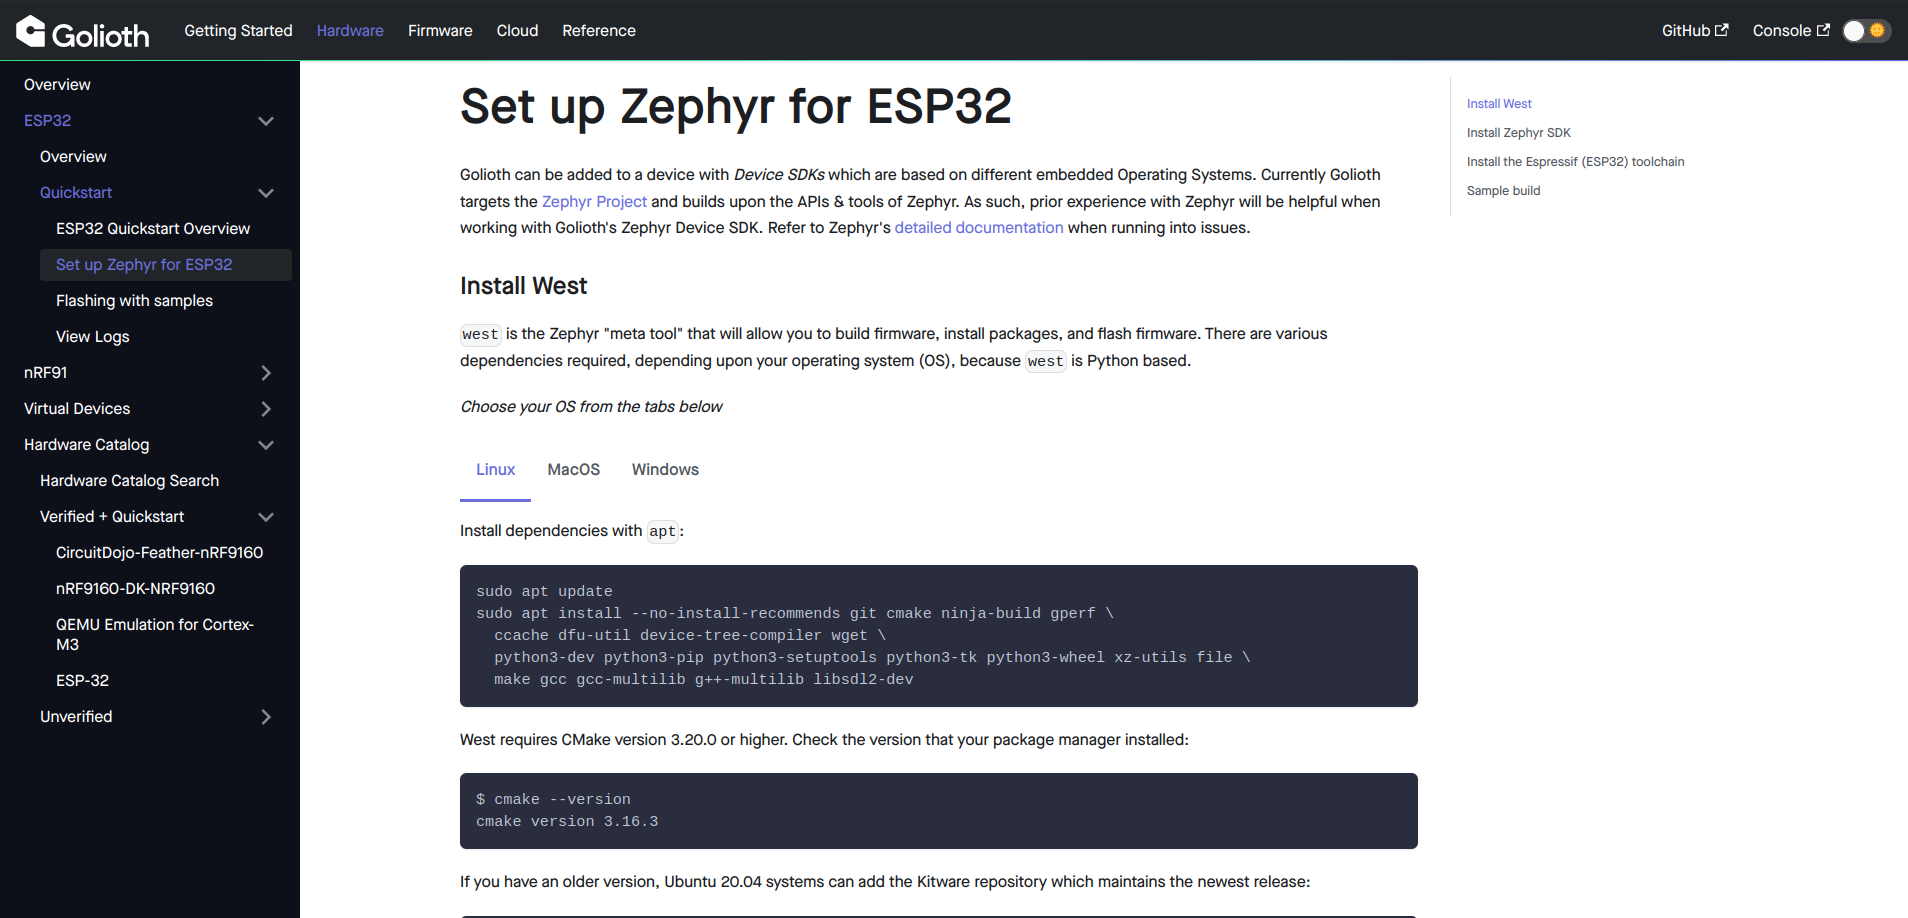 Golioth
Getting Started
Hardware
Firmware
Cloud
Reference
GitHub
Console
Overview
ESP32
Overview
Quickstart
ESP32 Quickstart Overview
Set up Zephyr for ESP32
Flashing with samples
View Logs
nRF91
Virtual Devices
Hardware Catalog
Hardware Catalog Search
Verified + Quickstart
CircuitDojo-Feather-nRF9160
nRF9160-DK-NRF9160
QEMU Emulation for Cortex-
M3
ESP-32
Unverified
Set up Zephyr for ESP32
Golioth can be added to a device with Device SDKs which are based on different embedded Operating Systems. Currently Golioth
targets the Zephyr Project and builds upon the APIs & tools of Zephyr. As such, prior experience with Zephyr will be helpful when
working with Golioth's Zephyr Device SDK. Refer to Zephyr's detailed documentation when running into issues.
Install West
west is the Zephyr "meta tool" that will allow you to build firmware, install packages, and flash firmware. There are various
dependencies required, depending upon your operating system (OS), because west is Python based.
Choose your OS from the tabs below
Linux
MacOS
Windows
Install dependencies with apt:
sudo apt update
sudo apt install --no-install-recommends git cmake ninja-build gperf \
ccache dfu-util device-tree-compiler wget \
python3-dev python3-pip python3-setuptools python3-tk python3-wheel xz-utils file \
make gcc gcc-multilib g++-multilib libsdl2-dev
West requires CMake version 3.20.0 or higher. Check the version that your package manager installed:
$ cmake --version
cmake version 3.16.3
If you have an older version, Ubuntu 20.04 systems can add the Kitware repository which maintains the newest release:
Install West
Install Zephyr SDK
Install the Espressif (ESP32) toolchain
Sample build